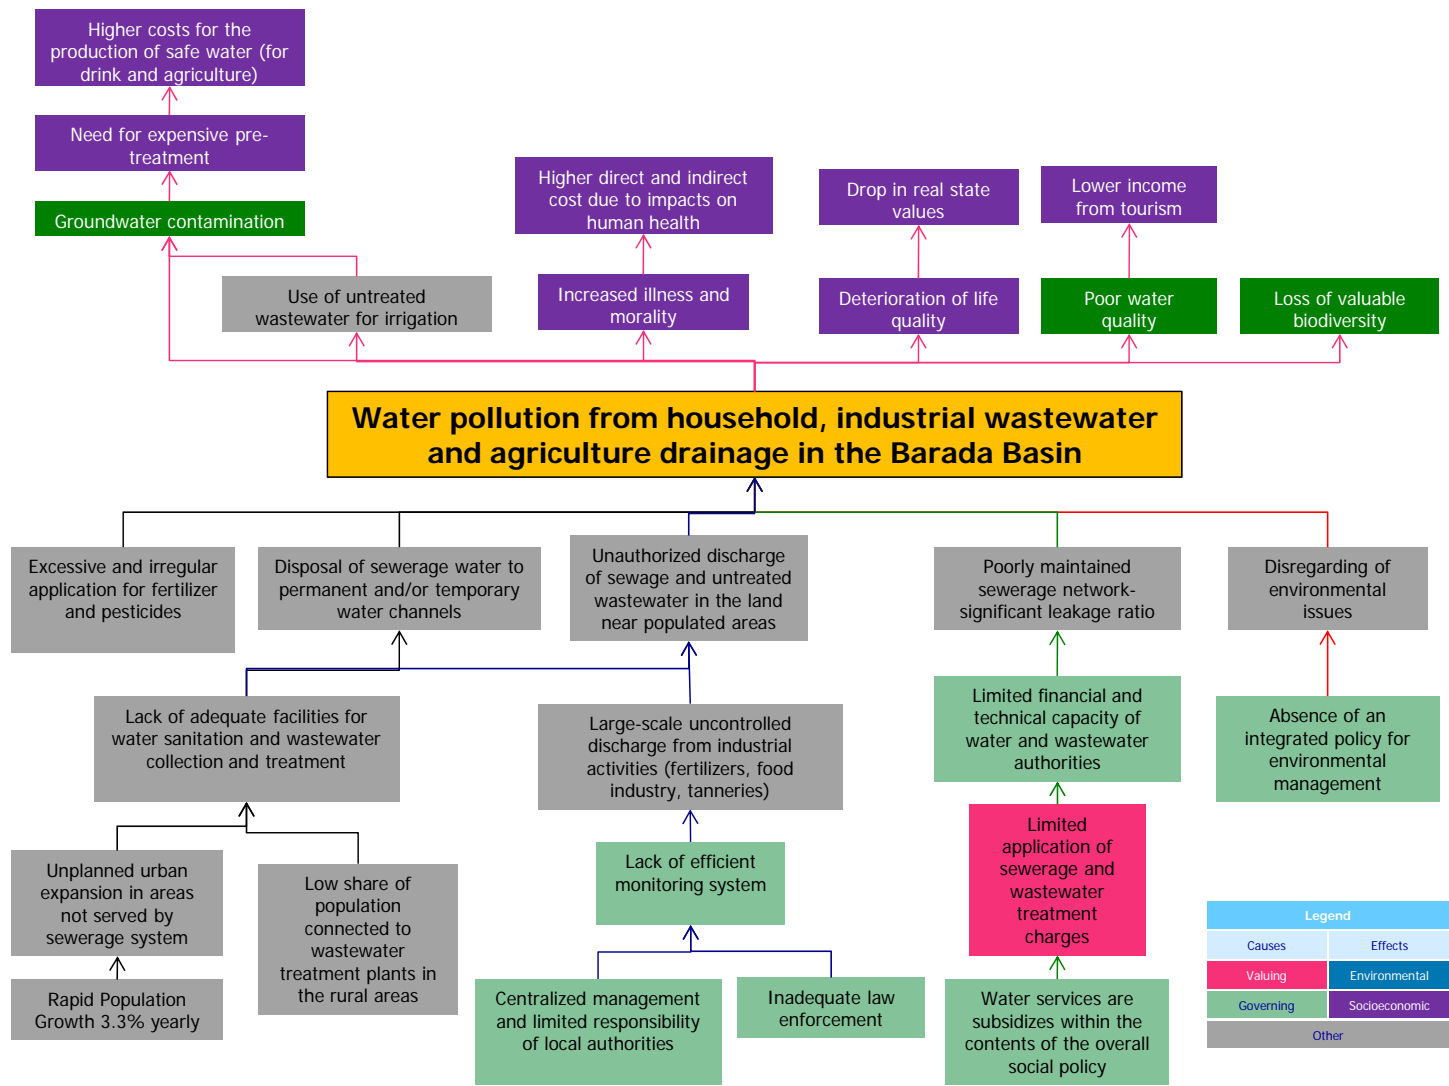 Higher costs for the
production of safe water (for
drink and agriculture)
Need for expensive pre-
treatment
Groundwater contamination
Use of untreated
wastewater for irrigation
Higher direct and indirect
cost due to impacts on
human health
Increased illness and
morality
Drop in real state
values
Deterioration of life
quality
Lower income
from tourism
Poor water
quality
Loss of valuable
biodiversity
Water pollution from household, industrial wastewater
and agriculture drainage in the Barada Basin
Excessive and irregular
application for fertilizer
and pesticides
Disposal of sewerage water to
permanent and/or temporary
water channels
Unauthorized discharge
of sewage and untreated
wastewater in the land
near populated areas
Poorly maintained
sewerage network-
significant leakage ratio
Disregarding of
environmental
issues
Lack of adequate facilities for
water sanitation and wastewater
collection and treatment
Large-scale uncontrolled
discharge from industrial
activities (fertilizers, food
industry, tanneries)
Limited financial and
technical capacity of
water and wastewater
authorities
Absence of an
integrated policy for
environmental
management
Unplanned urban
expansion in areas
not served by
sewerage system
Low share of
population
connected to
wastewater
treatment plants in
the rural areas
Lack of efficient
monitoring system
Limited
application of
sewerage and
wastewater
treatment
charges
Rapid Population
Growth 3.3% yearly
Centralized management
and limited responsibility
of local authorities
Inadequate law
enforcement
Water services are
subsidizes within the
contents of the overall
social policy
Legend
Causes
Effects
Valuing
Environmental
Governing
Socioeconomic
Other